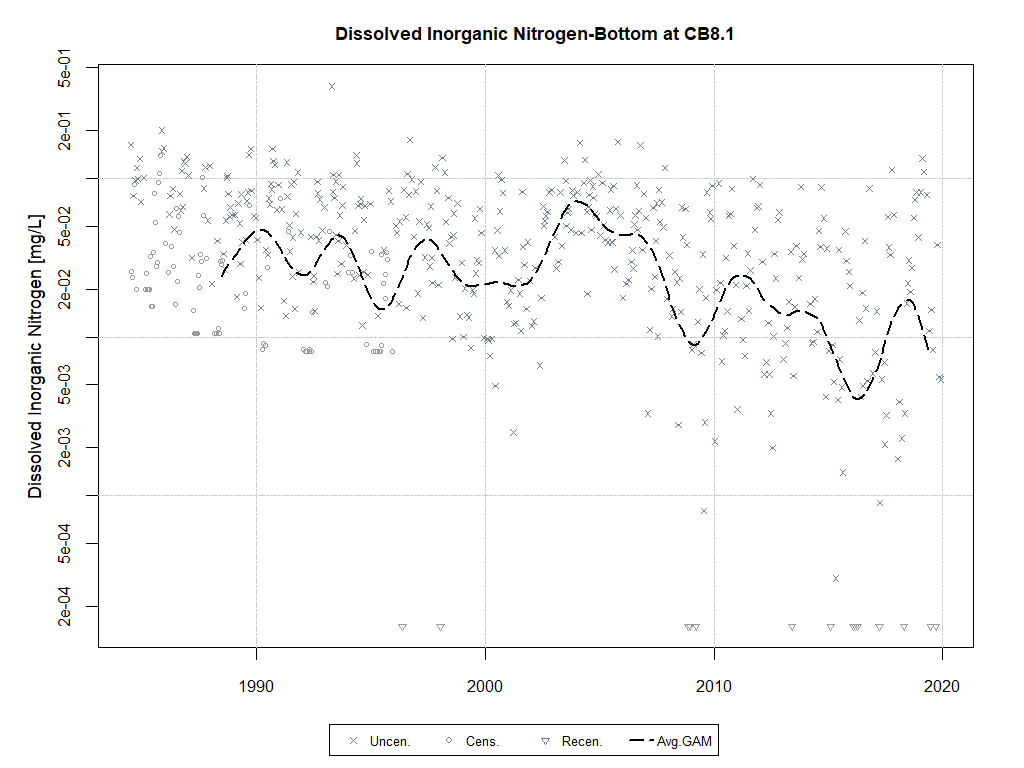 Dissolved Inorganic Nitrogen-Bottom at CB8.1
Dissolved Inorganic Nitrogen [mg/L]
5e-01
2e-01
5e-02
2e-02
5e-03
2e-03
5e-04
2e-04
1990 2000 2010 2020
Uncen. Cens. Recen. Avg.GAM